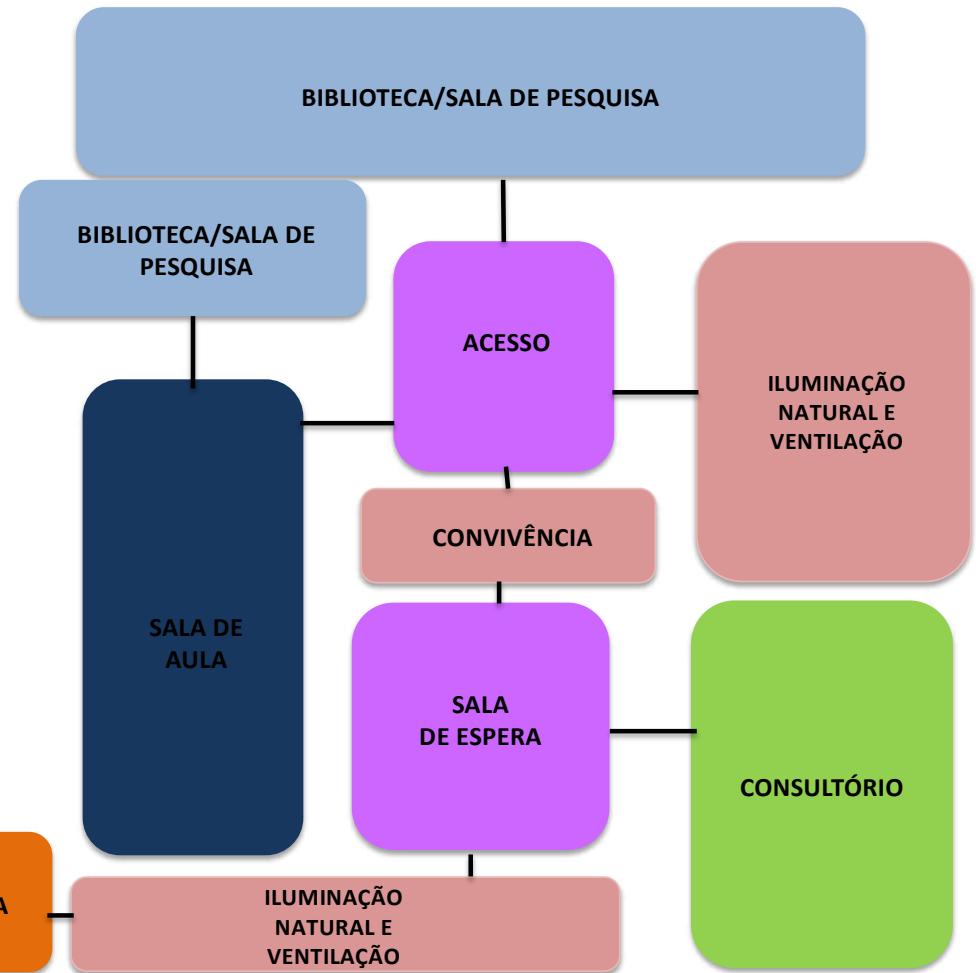 BIBLIOTECA/SALA DE PESQUISA
BIBLIOTECA/SALA DE
PESQUISA
ACESSO
ILUMINAÇÃO
NATURAL E
VENTILAÇÃO
CONVIVÊNCIA
SALA DE
AULA
SALA
DE ESPERA
CONSULTÓRIO
ILUMINAÇÃO
NATURAL E
VENTILAÇÃO